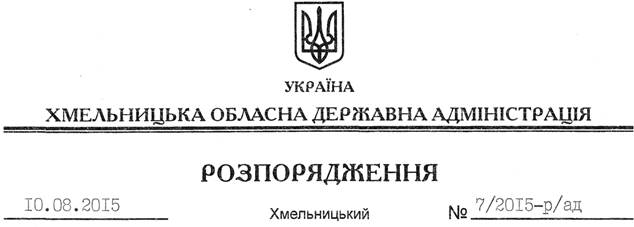 УКРАЇНА
ХМЕЛЬНИЦЬКА ОБЛАСНА ДЕРЖАВНА АДМІНІСТРАЦІЯ
РОЗПОРЯДЖЕННЯ
10.08.2015 Хмельницький № 7/2015-р/ад